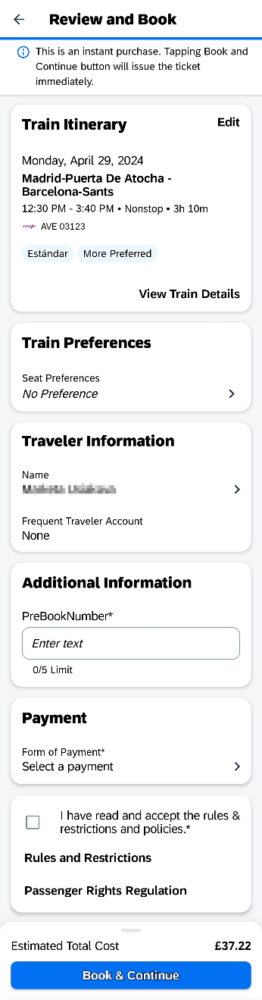 Review and Book
This is an instant purchase. Tapping Book and
Continue button will issue the ticket
immediately.
Train Itinerary
Edit
Monday, April 29, 2024
Madrid-Puerta De Atocha -
Barcelona-Sants
12:30 PM - 3:40 PM • Nonstop • 3h 10m
renfe AVE 03123
Estándar
More Preferred
View Train Details
Train Preferences
Seat Preferences
No Preference
Traveler Information
Name
Frequent Traveler Account
None
Additional Information
PreBookNumber*
Enter text
0/5 Limit
Payment
Form of Payment*
Select a payment
I have read and accept the rules &
restrictions and policies.*
Rules and Restrictions
Passenger Rights Regulation
Estimated Total Cost
£37.22
Book & Continue